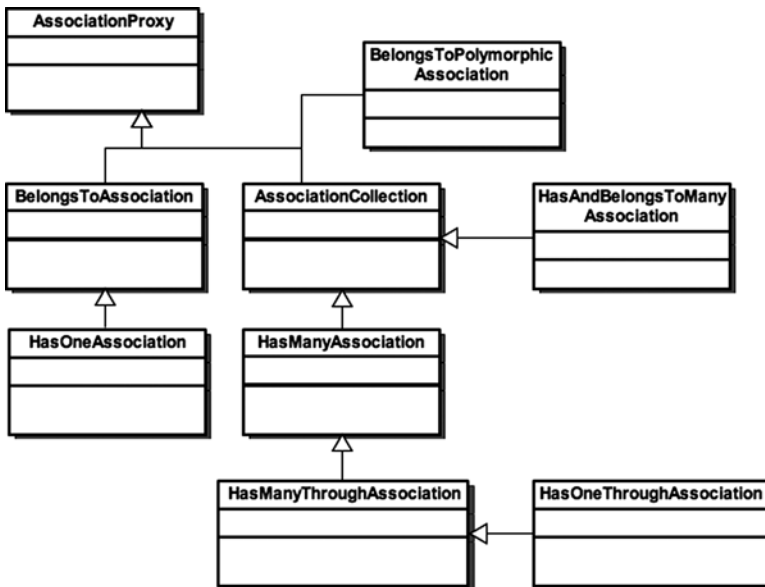 AssociationProxy
BelongsToPolymorphic
Association
BelongsToAssociation
AssociationCollection
HasAndBelongsToMany
Association
HasOneAssociation
HasManyAssociation
HasManyThroughAssociation
HasOneThroughAssociation